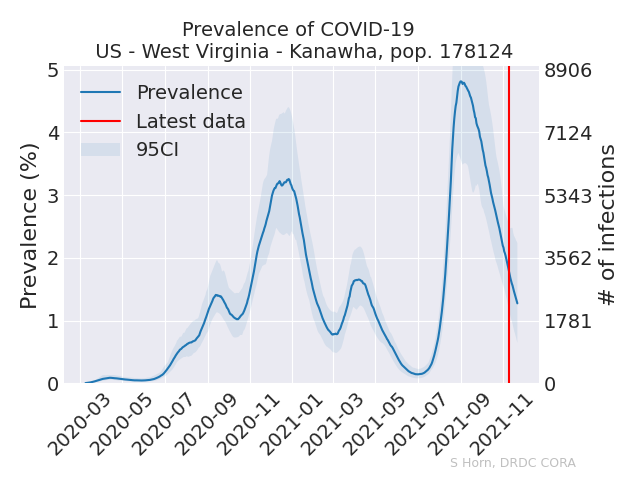 Prevalence of COVID-19
US - West Virginia - Kanawha, pop. 178124
Prevalence
Latest data
95CI
Prevalence (%)
5
4
3
2
1
0
8906
7124
5343
3562
1781
0
# of infections
2020-03
2020-05
2020-07
2020-09
2020-11
2021-01
2021-03
2021-05
2021-07
2021-09
2021-11
S Horn, DRDC CORA